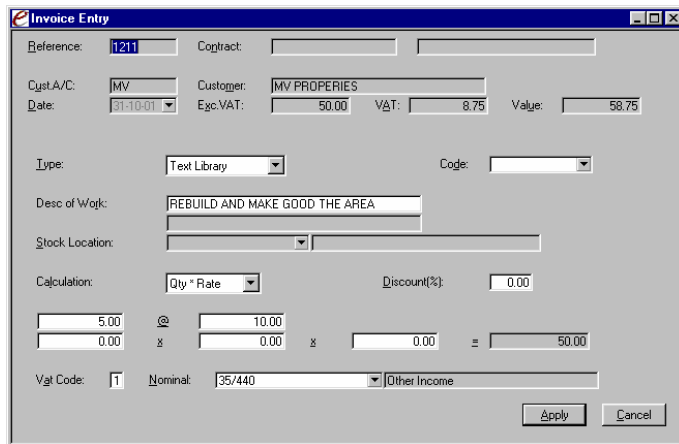 Invoice Entry
Reference: 1211 Contract:
Cust.A/C: MV Customer: MV PROPERIES
Date: 31-10-01 Exc.VAT: 50.00 VAT: 8.75 Value: 58.75
Type: Text Library Code:
Desc of Work: REBUILD AND MAKE GOOD THE AREA
Stock Location:
Calculation: Qty * Rate Discount(%): 0.00
5.00 @ 10.00
0.00 x 0.00 x 0.00 = 50.00
Vat Code: 1 Nominal: 35/440 Other Income
Apply Cancel